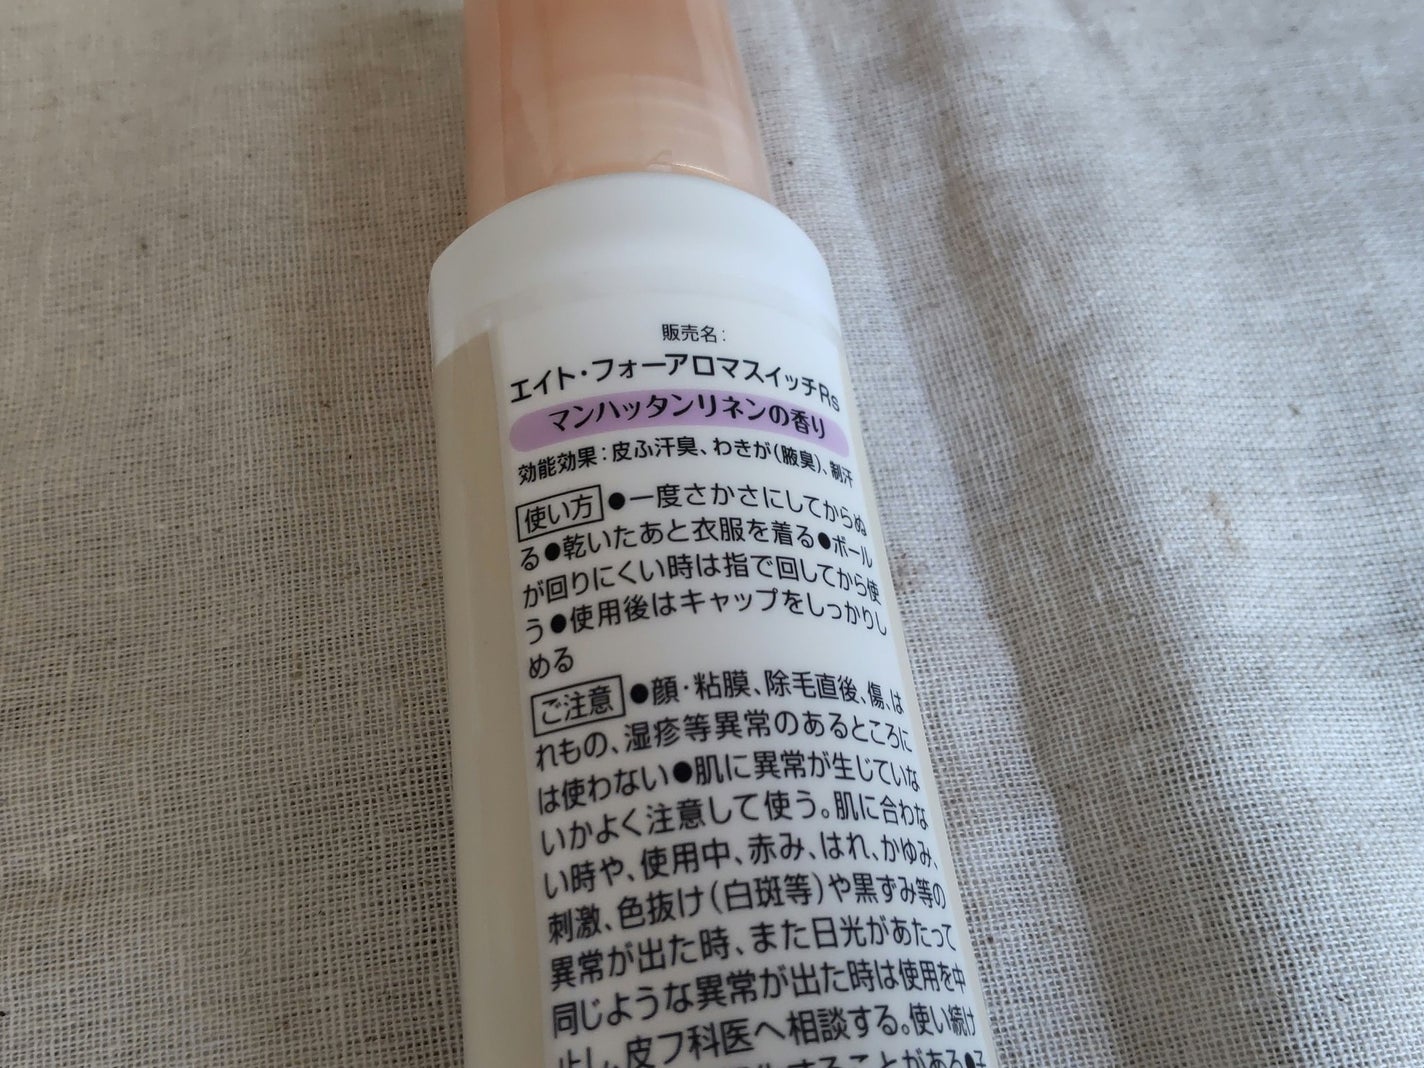 販売名：
エイト・フォーアロマスイッチRs
マンハッタンリネンの香り
効能効果：皮ふ汗臭、わきが（腋臭）、制汗
使い方 ●一度さかさにしてからぬ
る●乾いたあと衣服を着る●ボール
が回りにくい時は指で回してから使
う●使用後はキャップをしっかりし
める
ご注意 ●顔・粘膜、除毛直後、傷、は
れもの、湿疹等異常のあるところに
は使わない●肌に異常が生じていな
いかよく注意して使う。肌に合わな
い時や、使用中、赤み、はれ、かゆみ、
刺激、色抜け（白斑等）や黒ずみ等の
異常が出た時、また日光があたって
同じような異常が出た時は使用を中
止し、皮フ科医へ相談する。使い続け
することがある●子